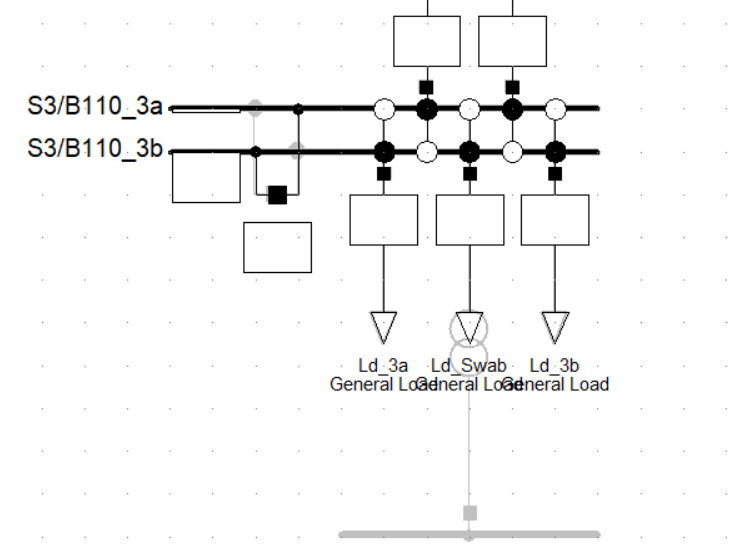 S3/B110_3a
S3/B110_3b
Ld_3a Ld_Swab Ld_3b
General Load General Load General Load